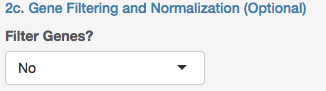 2c. Gene Filtering and Normalization (Optional)
Filter Genes?
No